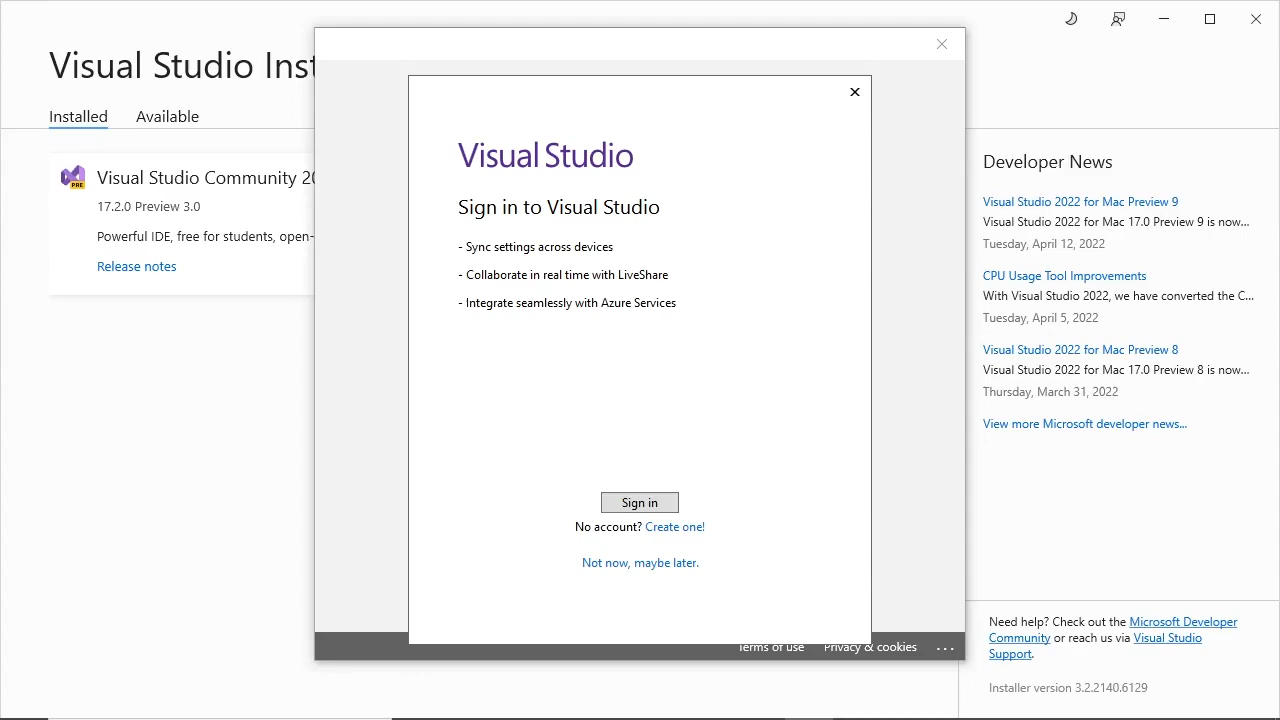 Visual Studio Inst
Installed
Available
Visual Studio Community 20
PRE
17.2.0 Preview 3.0
Powerful IDE, free for students, open-
Release notes
Visual Studio
Sign in to Visual Studio
- Sync settings across devices
- Collaborate in real time with LiveShare
- Integrate seamlessly with Azure Services
Sign in
No account? Create one!
Not now, maybe later.
Terms of use
Privacy & cookies
...
Developer News
Visual Studio 2022 for Mac Preview 9
Visual Studio 2022 for Mac 17.0 Preview 9 is now...
Tuesday, April 12, 2022
CPU Usage Tool Improvements
With Visual Studio 2022, we have converted the C...
Tuesday, April 5, 2022
Visual Studio 2022 for Mac Preview 8
Visual Studio 2022 for Mac 17.0 Preview 8 is now...
Thursday, March 31, 2022
View more Microsoft developer news...
Need help? Check out the Microsoft Developer
Community or reach us via Visual Studio
Support.
Installer version 3.2.2140.6129